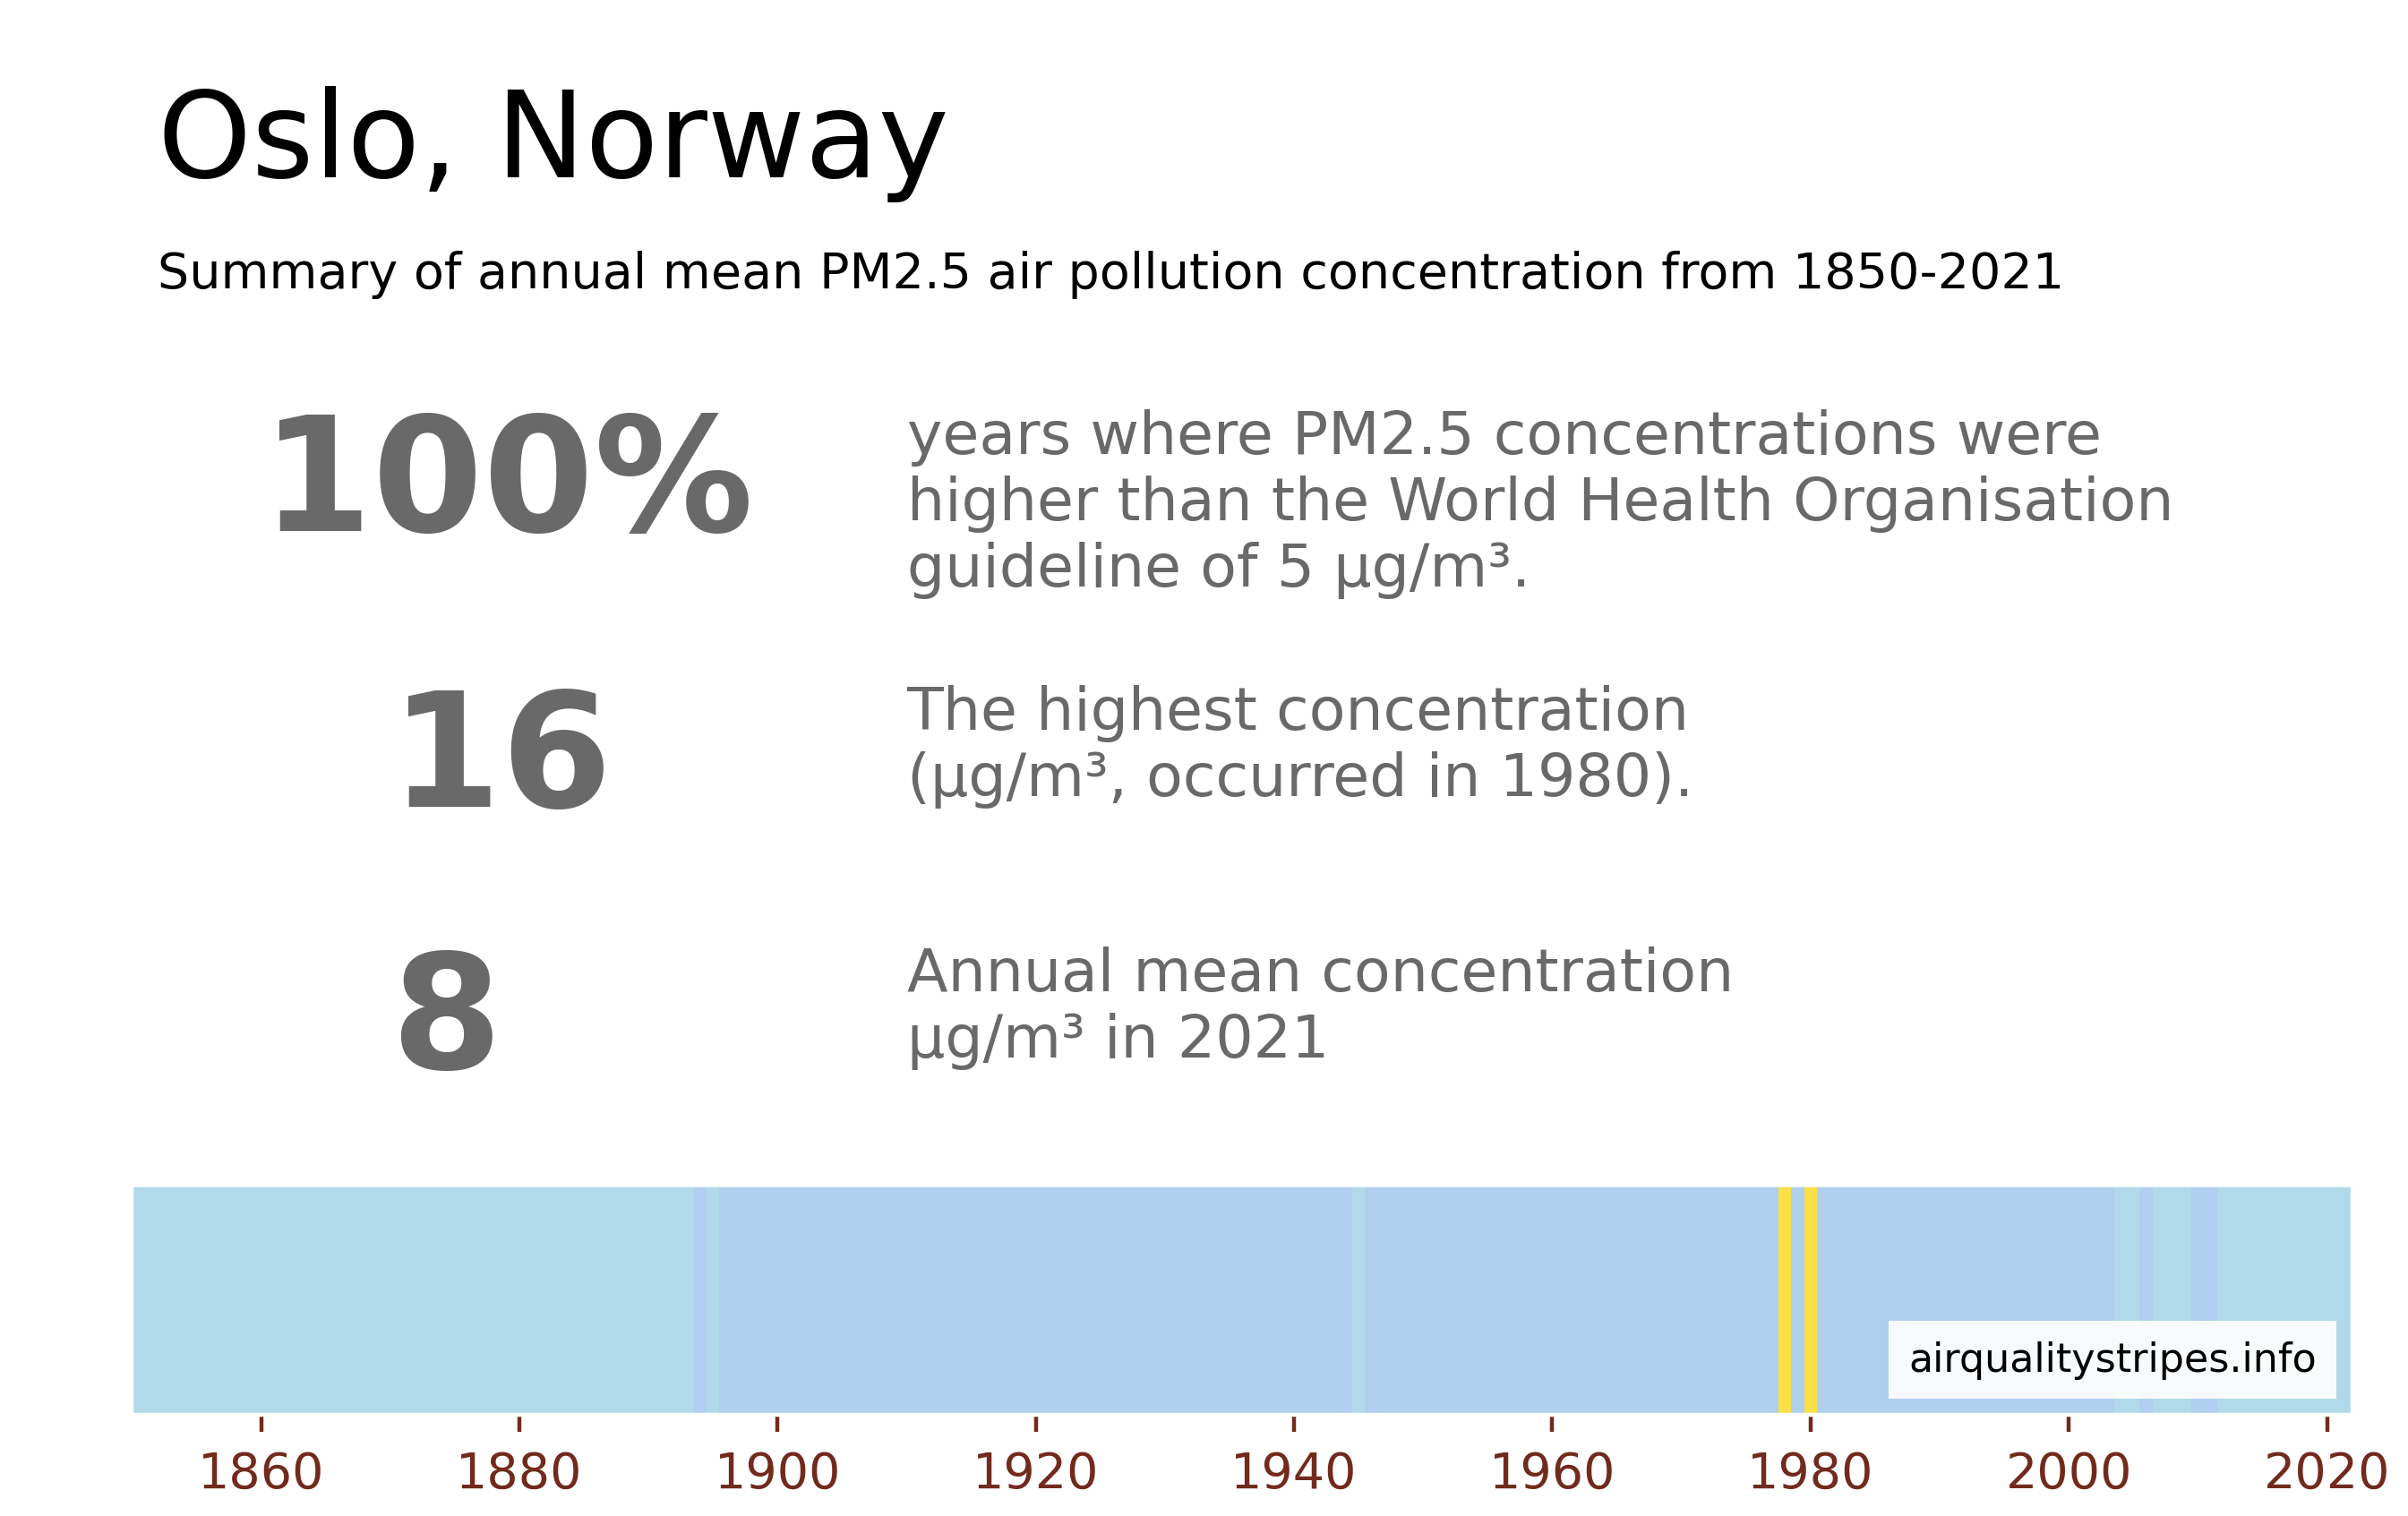 Oslo, Norway
Summary of annual mean PM2.5 air pollution concentration from 1850-2021
100%
years where PM2.5 concentrations were
higher than the World Health Organisation
guideline of 5 µg/m³.
16
The highest concentration
(µg/m³, occurred in 1980).
8
Annual mean concentration
µg/m³ in 2021
airqualitystripes.info
1860 1880 1900 1920 1940 1960 1980 2000 2020